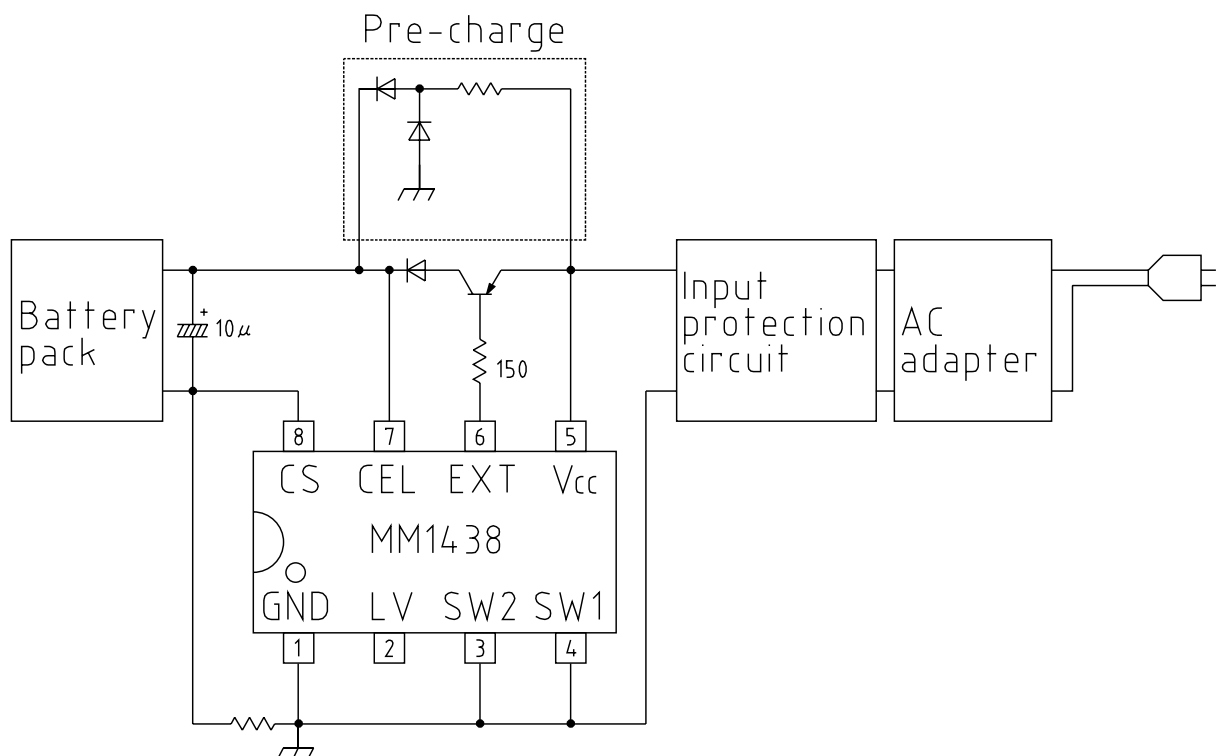 Pre-charge
Battery
pack
+
10μ
150
Input
protection
circuit
AC
adapter
8 7 6 5
CS CEL EXT Vcc
MM1438
GND LV SW2 SW1
1 2 3 4